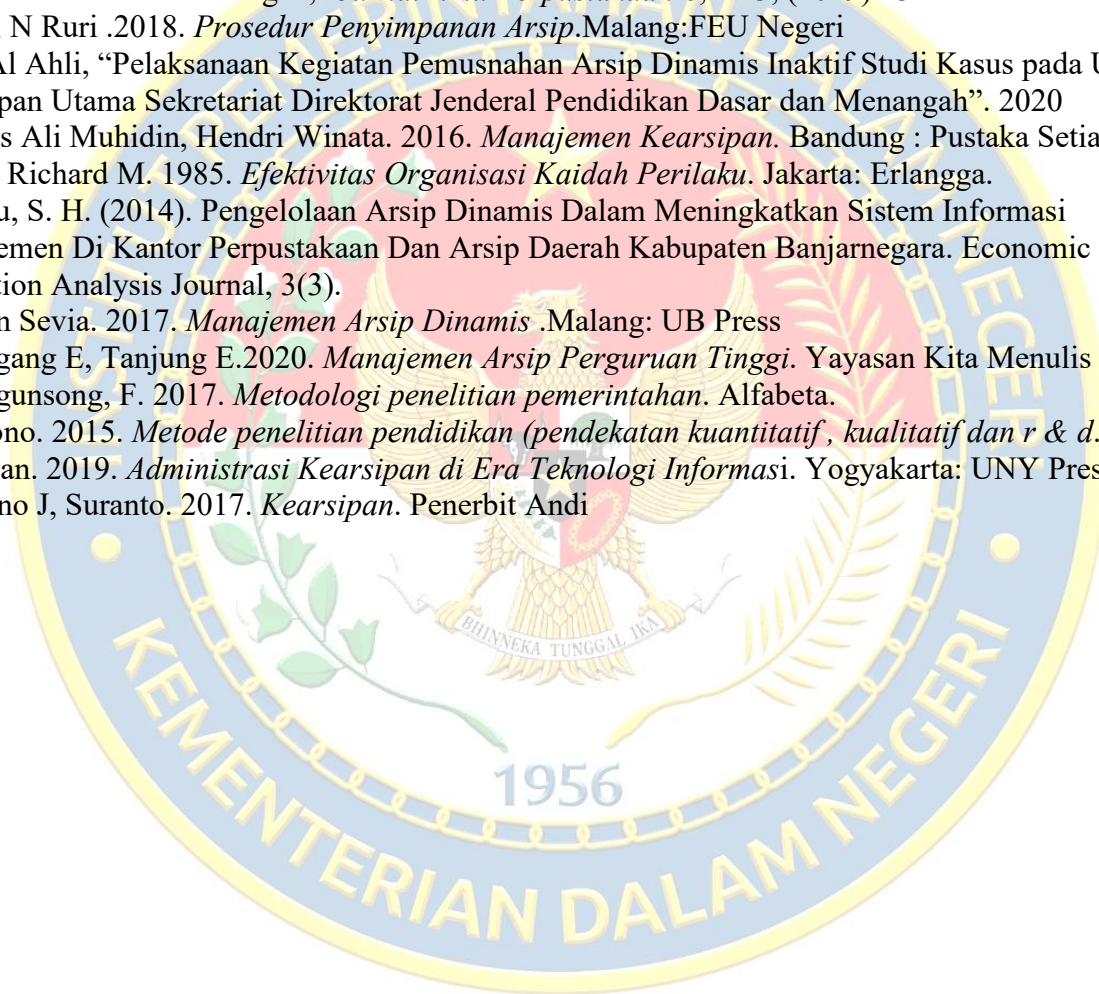 N Ruri .2018. Prosedur Penyimpanan Arsip.Malang:FEU Negeri
Al Ahli, “Pelaksanaan Kegiatan Pemusnahan Arsip Dinamis Inaktif Studi Kasus pada U
pan Utama Sekretariat Direktorat Jenderal Pendidikan Dasar dan Menangah”. 2020
s Ali Muhidin, Hendri Winata. 2016. Manajemen Kearsipan. Bandung : Pustaka Setia
Richard M. 1985. Efektivitas Organisasi Kaidah Perilaku. Jakarta: Erlangga.
u, S. H. (2014). Pengelolaan Arsip Dinamis Dalam Meningkatkan Sistem Informasi
emen Di Kantor Perpustakaan Dan Arsip Daerah Kabupaten Banjarnegara. Economic
tion Analysis Journal, 3(3).
n Sevia. 2017. Manajemen Arsip Dinamis .Malang: UB Press
gang E, Tanjung E.2020. Manajemen Arsip Perguruan Tinggi. Yayasan Kita Menulis
gunsong, F. 2017. Metodologi penelitian pemerintahan. Alfabeta.
ono. 2015. Metode penelitian pendidikan (pendekatan kuantitatif , kualitatif dan r & d.
an. 2019. Administrasi Kearsipan di Era Teknologi Informasi. Yogyakarta: UNY Pres
no J, Suranto. 2017. Kearsipan. Penerbit Andi
BHINNEKA TUNGGAL IKA
1956
KEMENTERIAN DALAM NEGERI